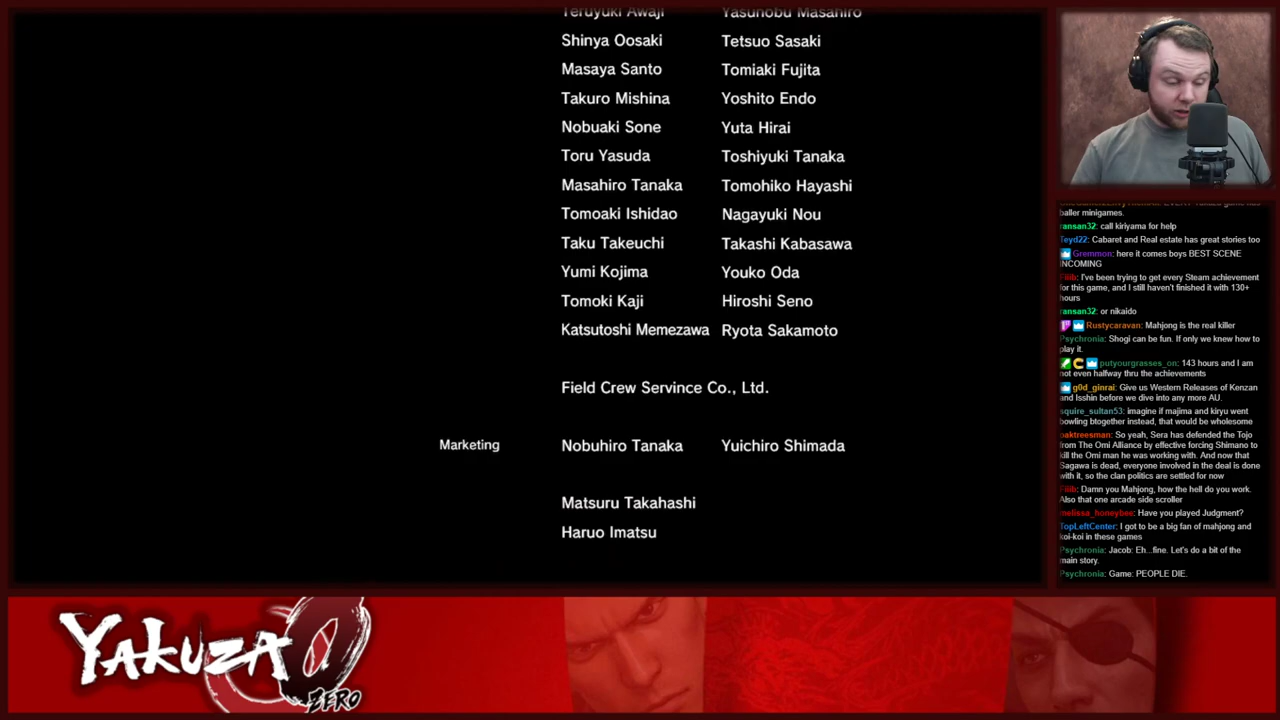 Teruyuki Awaji Yasunobu Masahiro
Shinya Oosaki Tetsuo Sasaki
Masaya Santo Tomiaki Fujita
Takuro Mishina Yoshito Endo
Nobuaki Sone Yuta Hirai
Toru Yasuda Toshiyuki Tanaka
Masahiro Tanaka Tomohiko Hayashi
Tomoaki Ishidao Nagayuki Nou
Taku Takeuchi Takashi Kabasawa
Yumi Kojima Youko Oda
Tomoki Kaji Hiroshi Seno
Katsutoshi Memezawa Ryota Sakamoto
Field Crew Servince Co., Ltd.
Marketing Nobuhiro Tanaka Yuichiro Shimada
Matsuru Takahashi
Haruo Imatsu
baller minigames.
ransan32: call kiriyama for help
Teyd22: Cabaret and Real estate has great stories too
Gremmon: here it comes boys BEST SCENE
INCOMING
Fiiib: I've been trying to get every Steam achievement
for this game, and I still haven't finished it with 130+
hours
ransan32: or nikaido
Rustycaravan: Mahjong is the real killer
Psychronia: Shogi can be fun. If only we knew how to
play it.
putyourgrasses_on: 143 hours and I am
not even halfway thru the achievements
g0d_ginrai: Give us Western Releases of Kenzan
and Isshin before we dive into any more AU.
squire_sultan53: imagine if majima and kiryu went
bowling btogether instead, that would be wholesome
oaktreesman: So yeah, Sera has defended the Tojo
from The Omi Alliance by effective forcing Shimano to
kill the Omi man he was working with. And now that
Sagawa is dead, everyone involved in the deal is done
with it, so the clan politics are settled for now
Fiiib: Damn you Mahjong, how the hell do you work.
Also that one arcade side scroller
melissa_honeybee: Have you played Judgment?
TopLeftCenter: I got to be a big fan of mahjong and
koi-koi in these games
Psychronia: Jacob: Eh...fine. Let's do a bit of the
main story.
Psychronia: Game: PEOPLE DIE.
YAKUZA 0
ZERO